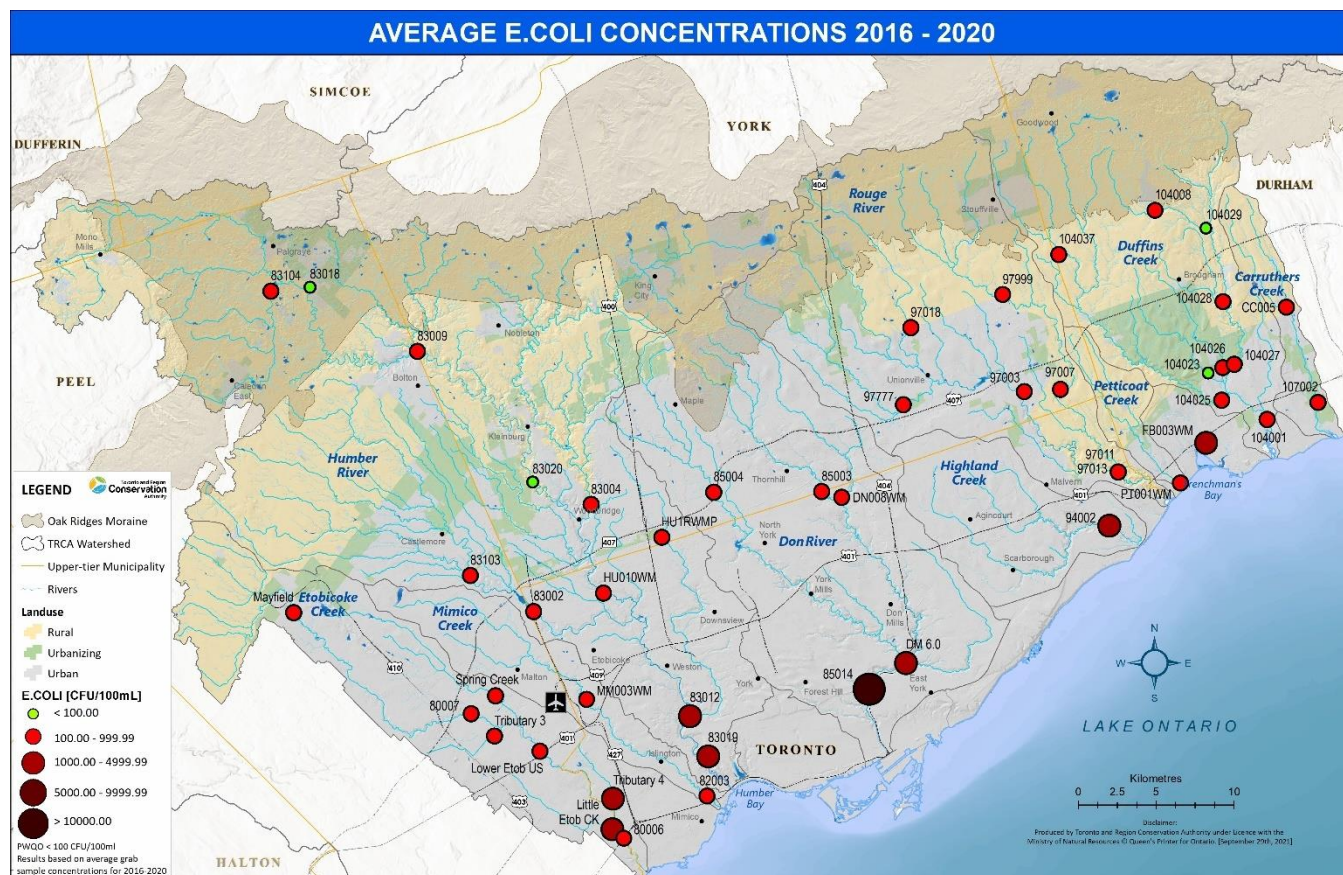 AVERAGE E.COLI CONCENTRATIONS 2016 - 2020
SIMCOE
YORK
DUFFERIN
Goodwood
404
Rouge
River
Stouffville
DURHAM
104008
104029
Mono
Mills
Palgrave
Duffins
Creek
104037
83104
83018
King
City
Brougham
Carruthers
Creek
97999
104028
CC005
400
97018
Nobleton
83009
PEEL
Bolton
Caledon
East
Unionville
104026
104027
104023
97003
97007
Petticoat
Creek
Maple
97777
407
104025
107002
Kleinburg
104001
FB003WM
Humber
River
83020
83004
85004
Thornhill
85003
404
Highland
Creek
97011
97013
Malvern
401
PT001WM
Frenchman's
Bay
DN008WM
HU1RWMP
North
York
Agincourt
94002
Castlemore
407
Don River
401
Scarborough
83103
HU010WM
York
Mills
Mayfield
Etobicoke
Creek
Mimico
Creek
83002
Downsview
Don
Mills
DM 6.0
410
Etobicoke
Weston
85014
East
York
Malton
409
York
Forest Hill
Spring Creek
MM003WM
83012
80007
Tributary 3
401
83019
TORONTO
LAKE ONTARIO
Lower Etob US
427
Islington
Tributary 4
82003
Humber
Bay
403
Little
Etob CK
80006
Mimico
HALTON
N
W
E
S
Kilometres
0 2.5 5 10
Disclaimer:
Produced by Toronto and Region Conservation Authority under Licence with the
Ministry of Natural Resources © Queen's Printer for Ontario. [September 29th, 2021]
LEGEND
Toronto and Region
Conservation
Authority
Oak Ridges Moraine
TRCA Watershed
Upper-tier Municipality
Rivers
Landuse
Rural
Urbanizing
Urban
E.COLI [CFU/100mL]
< 100.00
100.00 - 999.99
1000.00 - 4999.99
5000.00 - 9999.99
> 10000.00
PWQO < 100 CFU/100ml
Results based on average grab
sample concentrations for 2016-2020